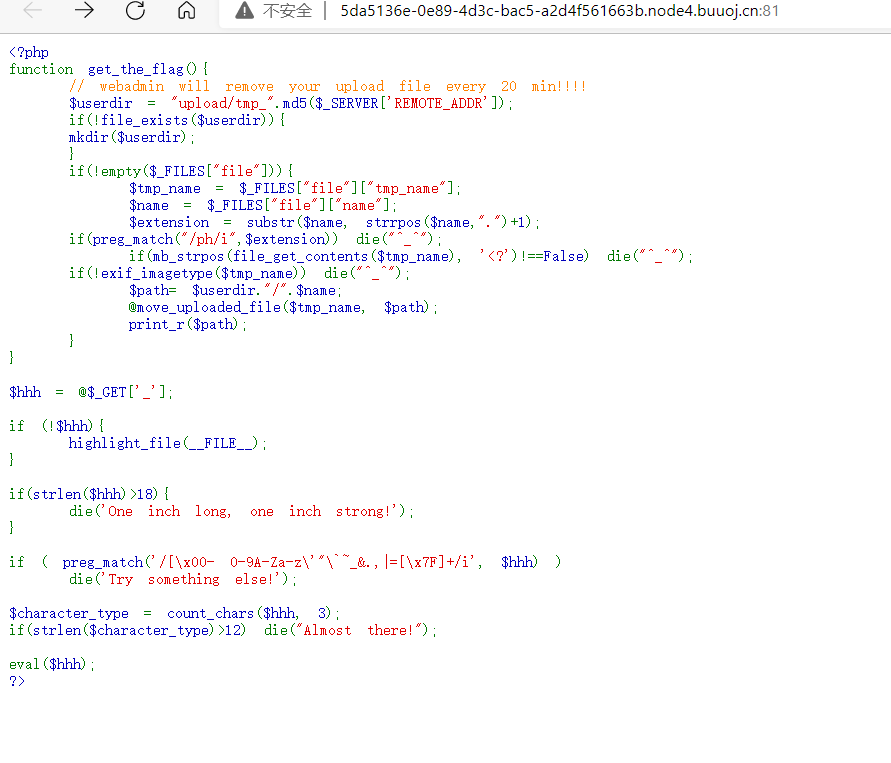 不安全 | 5da5136e-0e89-4d3c-bac5-a2d4f561663b.node4.buuoj.cn:81
<?php
function get_the_flag(){
// webadmin will remove your upload file every 20 min!!!!
$userdir = "upload/tmp_".md5($_SERVER['REMOTE_ADDR']);
if(!file_exists($userdir)){
mkdir($userdir);
}
if(!empty($_FILES["file"])){
$tmp_name = $_FILES["file"]["tmp_name"];
$name = $_FILES["file"]["name"];
$extension = substr($name, strrpos($name,".")+1);
if(preg_match("/ph/i",$extension)) die("^_^");
if(mb_strpos(file_get_contents($tmp_name), '<?')!==False) die("^_^");
if(!exif_imagetype($tmp_name)) die("^_^");
$path= $userdir."/".$name;
@move_uploaded_file($tmp_name, $path);
print_r($path);
}
}
$hhh = @$_GET['_'];
if (!$hhh){
highlight_file(__FILE__);
}
if(strlen($hhh)>18){
die('One inch long, one inch strong!');
}
if ( preg_match('/[\x00- 0-9A-Za-z\'"\`~_&.,|=[\x7F]+/i', $hhh) )
die('Try something else!');
$character_type = count_chars($hhh, 3);
if(strlen($character_type)>12) die("Almost there!");
eval($hhh);
?>